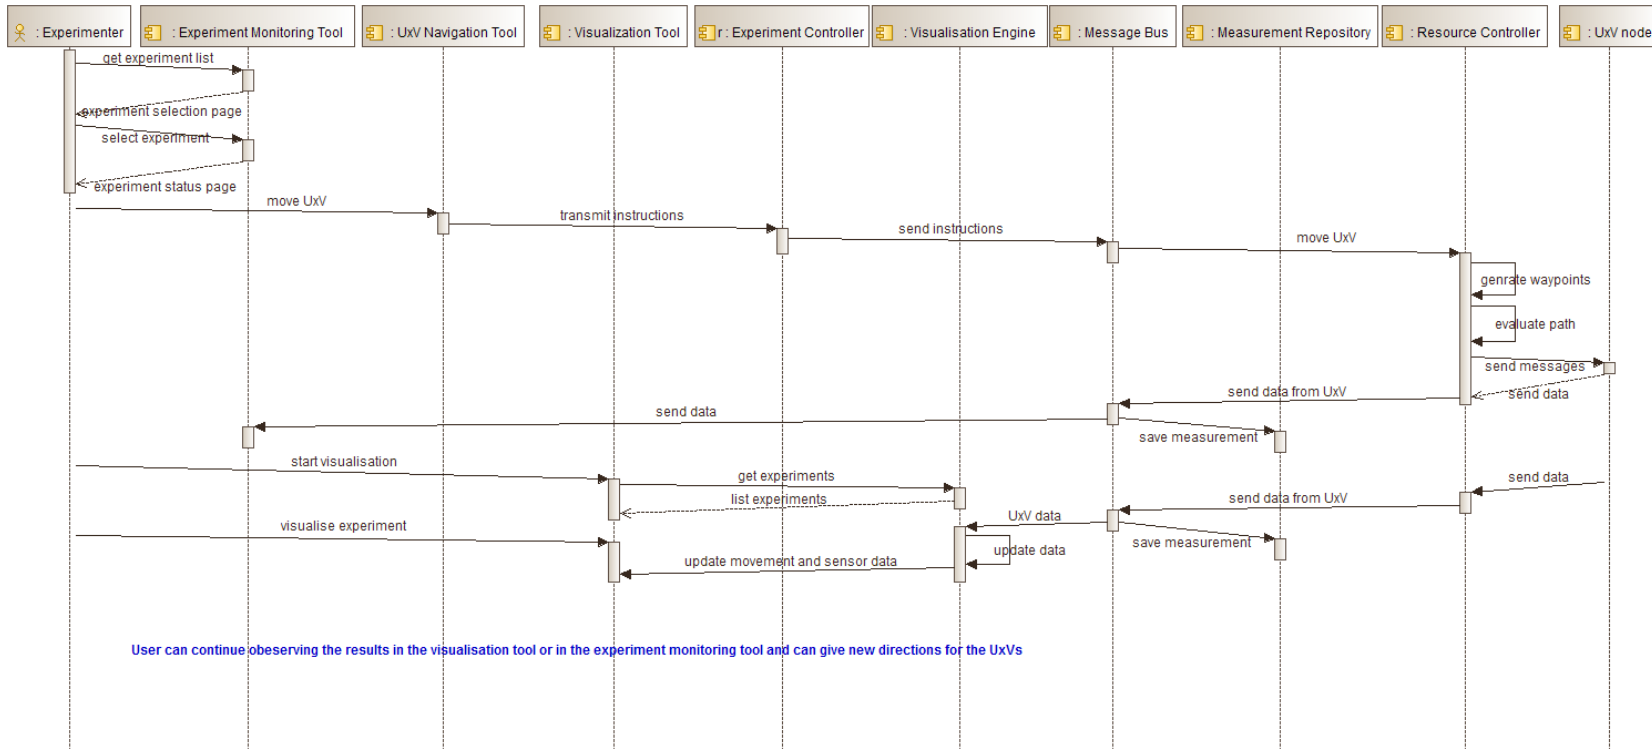 : Experimenter
: Experiment Monitoring Tool
: UxV Navigation Tool
: Visualization Tool
r : Experiment Controller
: Visualisation Engine
: Message Bus
: Measurement Repository
: Resource Controller
: UxV node
get experiment list
experiment selection page
select experiment
experiment status page
move UxV
transmit instructions
send instructions
move UxV
genrate waypoints
evaluate path
send messages
send data
send data from UxV
send data
save measurement
start visualisation
get experiments
list experiments
send data
send data from UxV
UxV data
save measurement
update data
visualise experiment
update movement and sensor data
User can continue obeserving the results in the visualisation tool or in the experiment monitoring tool and can give new directions for the UxVs